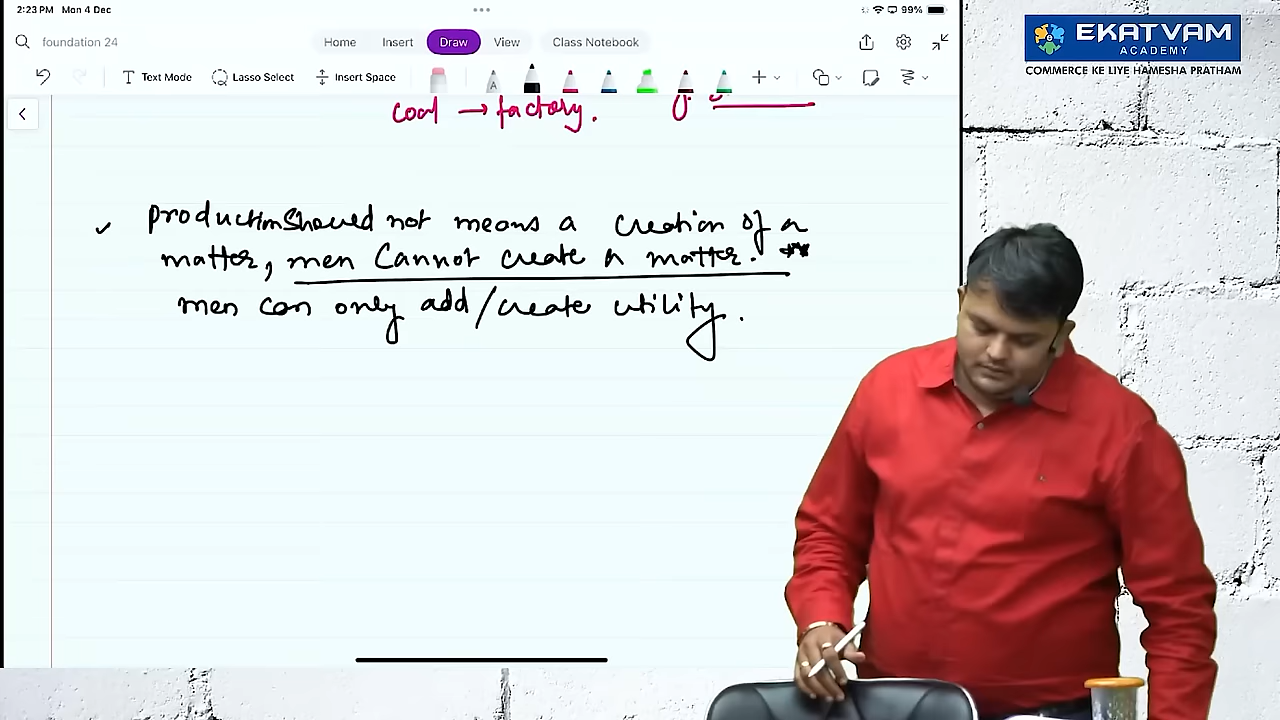 2:23 PM Mon 4 Dec
99%
EKATVAM
ACADEMY
COMMERCE KE LIYE HAMESHA PRATHAM
foundation 24
Home Insert Draw View Class Notebook
Text Mode Lasso Select Insert Space
coal → factory.
production should not means a creation of a
matter, men cannot create a matter.
men can only add/create utility.